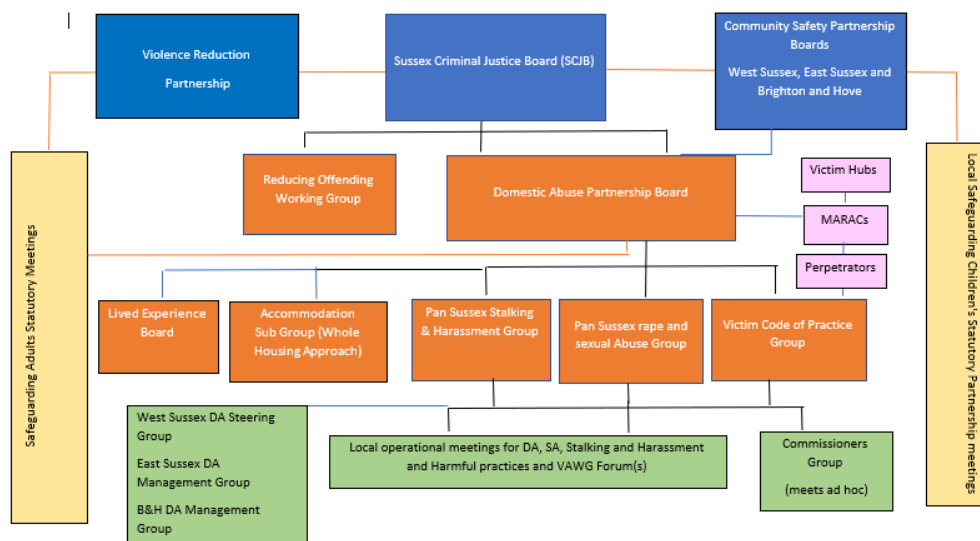 Violence Reduction
Partnership
Sussex Criminal Justice Board (SCJB)
Community Safety Partnership
Boards
West Sussex, East Sussex and
Brighton and Hove
Safeguarding Adults Statutory Meetings
Reducing Offending
Working Group
Domestic Abuse Partnership Board
Victim Hubs
MARACs
Perpetrators
Local Safeguarding Children's Statutory Partnership meetings
Lived Experience
Board
Accommodation
Sub Group (Whole
Housing Approach)
Pan Sussex Stalking
& Harassment Group
Pan Sussex rape and
sexual Abuse Group
Victim Code of Practice
Group
West Sussex DA Steering
Group
East Sussex DA
Management Group
B&H DA Management
Group
Local operational meetings for DA, SA, Stalking and Harassment
and Harmful practices and VAWG Forum(s)
Commissioners
Group
(meets ad hoc)